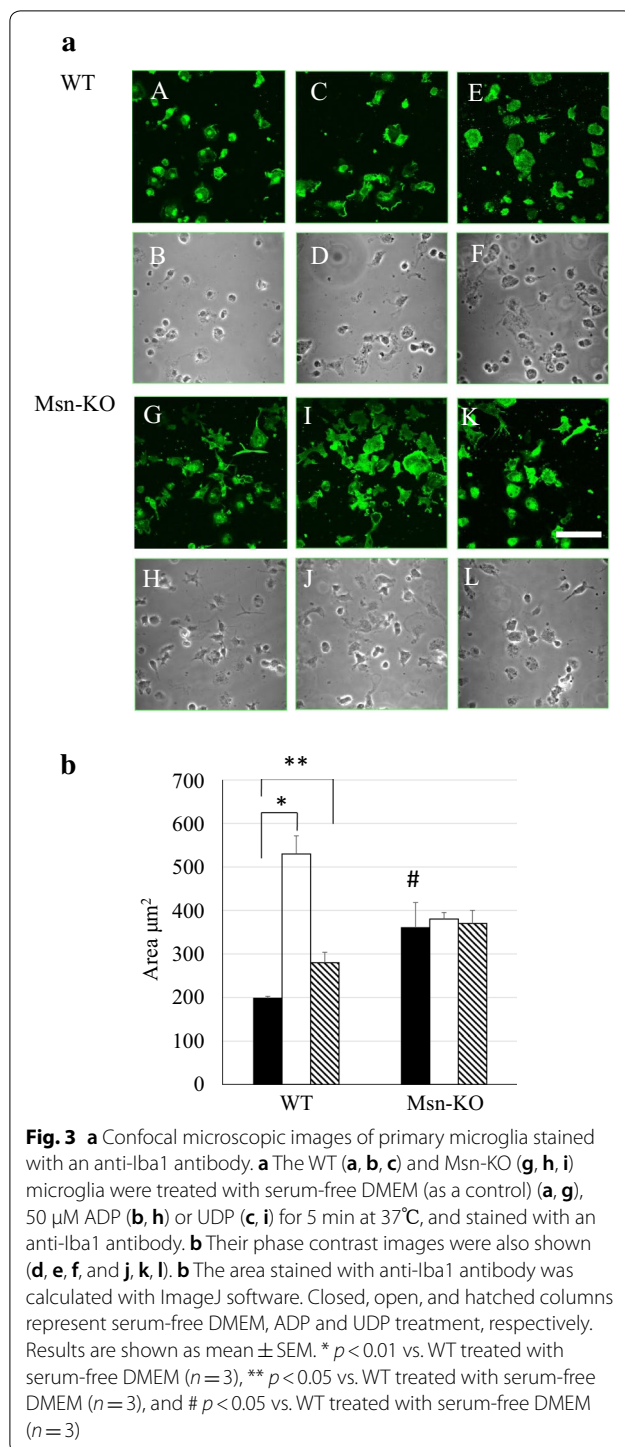 a
WT
A
C
E
B
D
F
Msn-KO
G
I
K
H
J
L
b
**
*
#
700
600
500
400
300
200
100
0
Area µm²
WT
Msn-KO
Fig. 3 a Confocal microscopic images of primary microglia stained
with an anti-Iba1 antibody. a The WT (a, b, c) and Msn-KO (g, h, i)
microglia were treated with serum-free DMEM (as a control) (a, g),
50 µM ADP (b, h) or UDP (c, i) for 5 min at 37℃, and stained with an
anti-Iba1 antibody. b Their phase contrast images were also shown
(d, e, f, and j, k, l). b The area stained with anti-Iba1 antibody was
calculated with ImageJ software. Closed, open, and hatched columns
represent serum-free DMEM, ADP and UDP treatment, respectively.
Results are shown as mean ± SEM. * p < 0.01 vs. WT treated with
serum-free DMEM (n = 3), ** p < 0.05 vs. WT treated with serum-free
DMEM (n = 3), and # p < 0.05 vs. WT treated with serum-free DMEM
(n = 3)